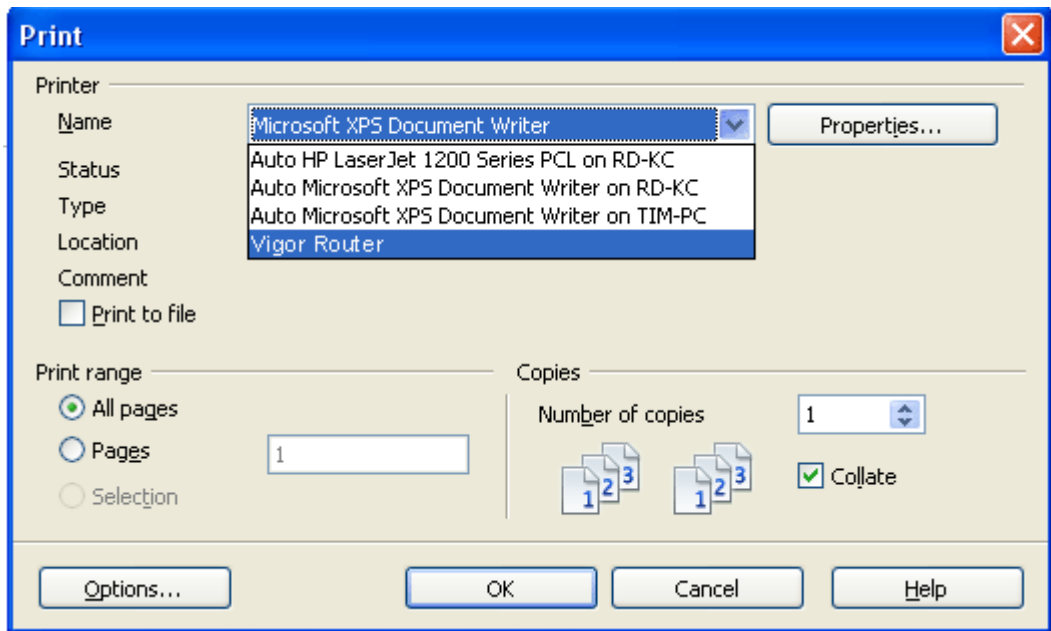 Print
Printer
Name Microsoft XPS Document Writer Properties...
Auto HP LaserJet 1200 Series PCL on RD-KC
Status
Auto Microsoft XPS Document Writer on RD-KC
Type
Auto Microsoft XPS Document Writer on TIM-PC
Location
Vigor Router
Comment
Print to file
Print range
All pages
Pages 1
Selection
Copies
Number of copies 1
1 2 3 1 2 3
Collate
Options... OK Cancel Help